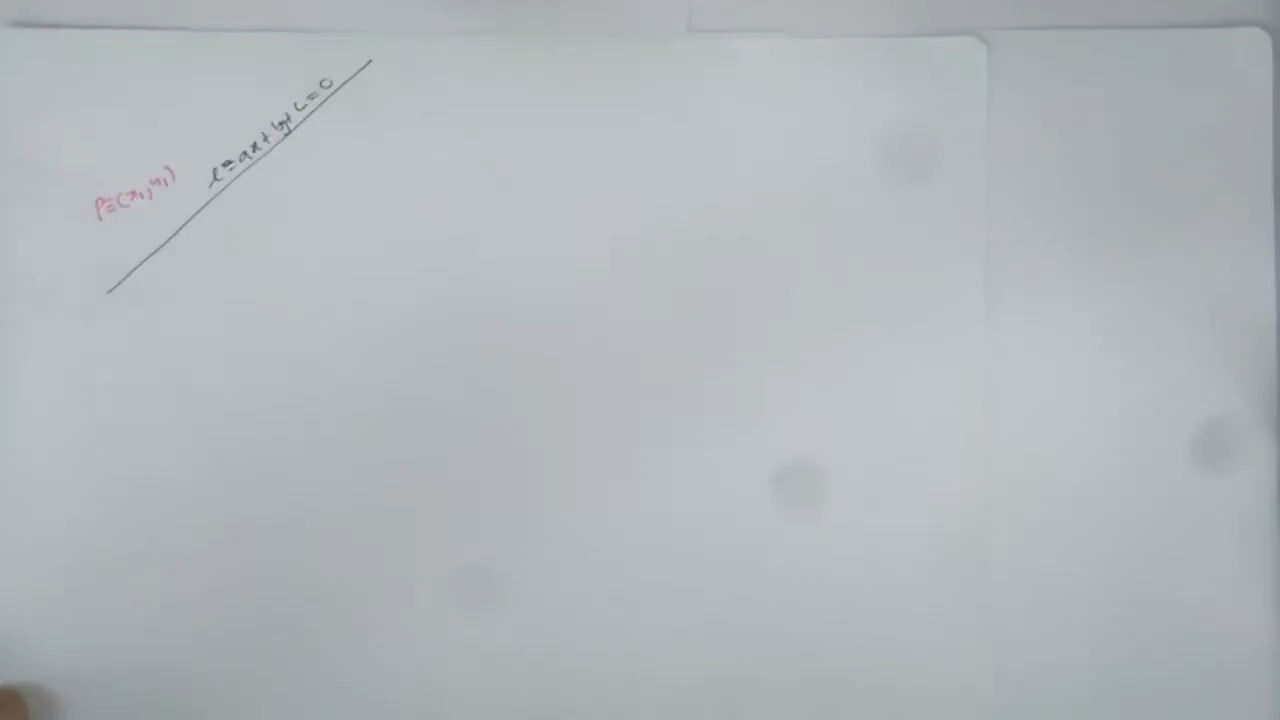 l ≡ ax + by + c = 0
P ≡ (x₁, y₁)